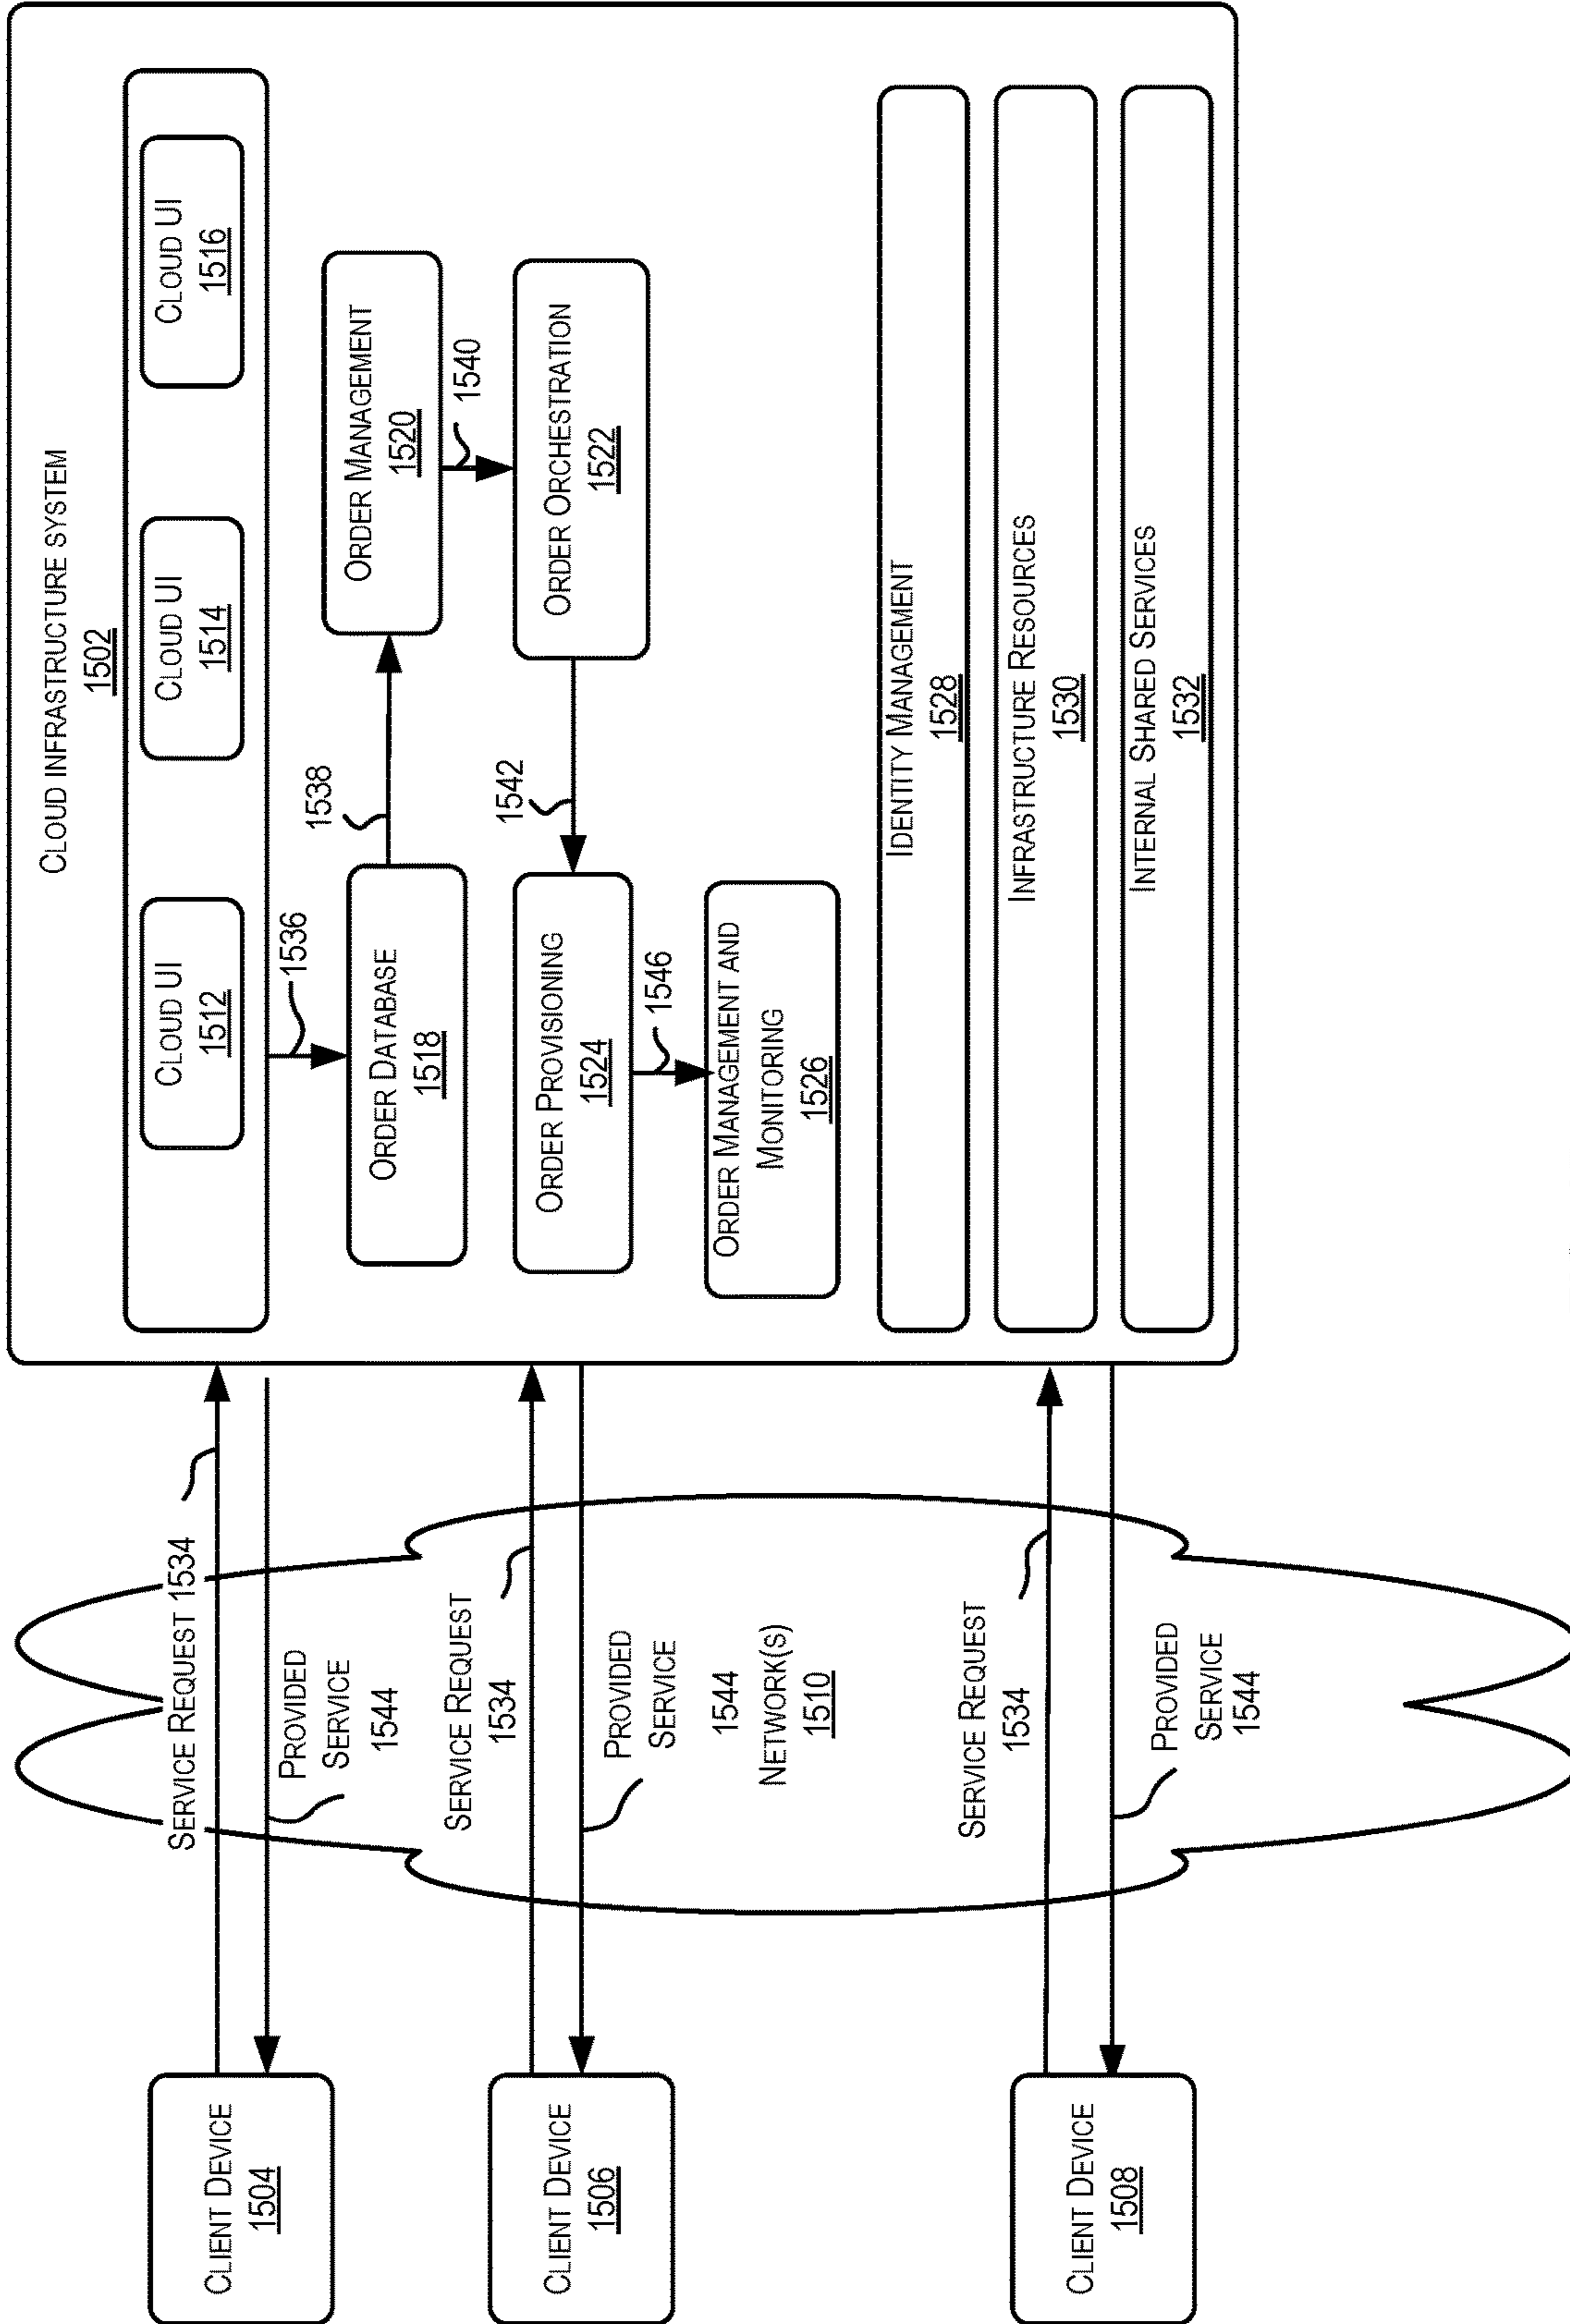 CLOUD INFRASTRUCTURE SYSTEM
1502
CLOUD UI
1512
CLOUD UI
1514
CLOUD UI
1516
1536
1538
ORDER DATABASE
1518
ORDER MANAGEMENT
1520
1540
1542
ORDER PROVISIONING
1524
ORDER ORCHESTRATION
1522
1546
ORDER MANAGEMENT AND
MONITORING
1526
IDENTITY MANAGEMENT
1528
INFRASTRUCTURE RESOURCES
1530
INTERNAL SHARED SERVICES
1532
CLIENT DEVICE
1504
SERVICE REQUEST 1534
PROVIDED
SERVICE
1544
CLIENT DEVICE
1506
SERVICE REQUEST
1534
PROVIDED
SERVICE
1544
NETWORK(S)
1510
CLIENT DEVICE
1508
SERVICE REQUEST
1534
PROVIDED
SERVICE
1544